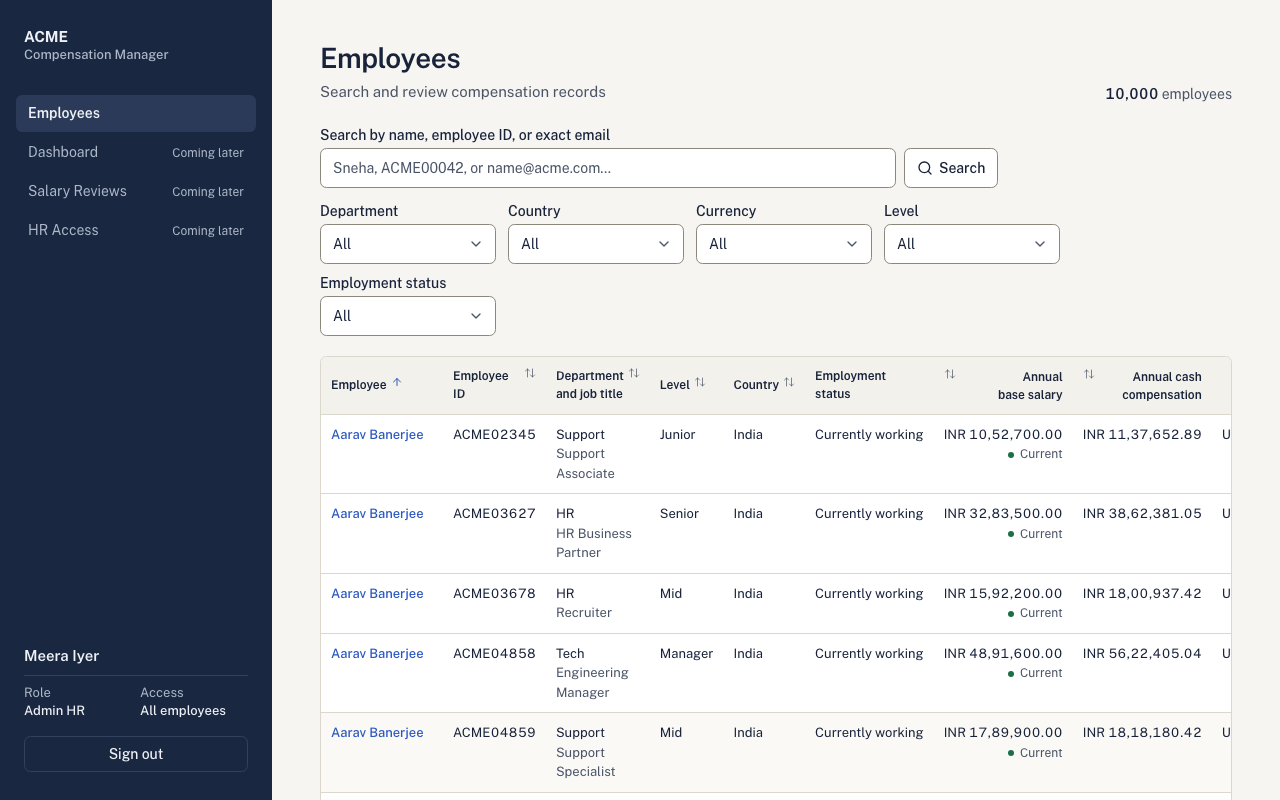 ACME
Compensation Manager
Employees
Dashboard Coming later
Salary Reviews Coming later
HR Access Coming later
Meera Iyer
Role Access
Admin HR All employees
Sign out
Employees
Search and review compensation records
10,000 employees
Search by name, employee ID, or exact email
Sneha, ACME00042, or name@acme.com...
Search
Department Country Currency Level
All All All All
Employment status
All
Employee Employee ID Department and job title Level Country Employment status Annual base salary Annual cash compensation
Aarav Banerjee ACME02345 Support Junior India Currently working INR 10,52,700.00 INR 11,37,652.89 U
Support Current
Associate
Aarav Banerjee ACME03627 HR Senior India Currently working INR 32,83,500.00 INR 38,62,381.05 U
HR Business Current
Partner
Aarav Banerjee ACME03678 HR Mid India Currently working INR 15,92,200.00 INR 18,00,937.42 U
Recruiter Current
Aarav Banerjee ACME04858 Tech Manager India Currently working INR 48,91,600.00 INR 56,22,405.04 U
Engineering Current
Manager
Aarav Banerjee ACME04859 Support Mid India Currently working INR 17,89,900.00 INR 18,18,180.42 U
Support Current
Specialist